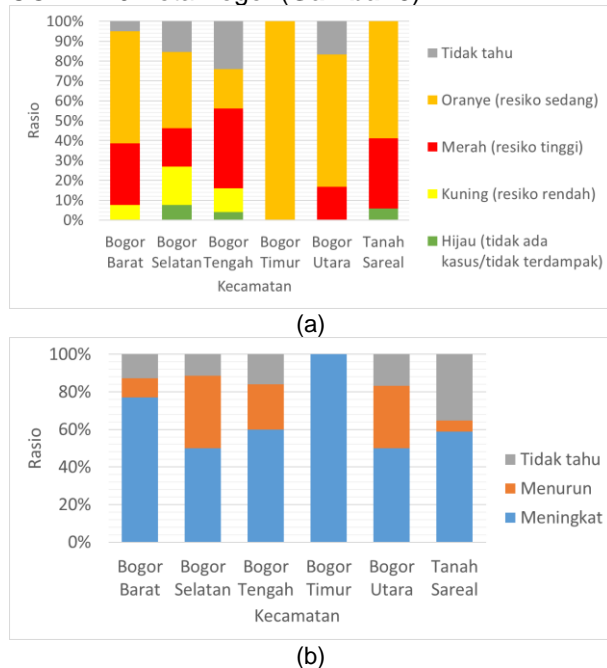 100%
90%
80%
70%
60%
50%
40%
30%
20%
10%
0%
Rasio
Bogor Barat
Bogor Selatan
Bogor Tengah
Bogor Timur
Bogor Utara
Tanah Sareal
Kecamatan
Tidak tahu
Oranye (resiko sedang)
Merah (resiko tinggi)
Kuning (resiko rendah)
Hijau (tidak ada
kasus/tidak terdampak)
(a)
100%
80%
60%
40%
20%
0%
Rasio
Bogor Barat
Bogor Selatan
Bogor Tengah
Bogor Timur
Bogor Utara
Tanah Sareal
Kecamatan
Tidak tahu
Menurun
Meningkat
(b)